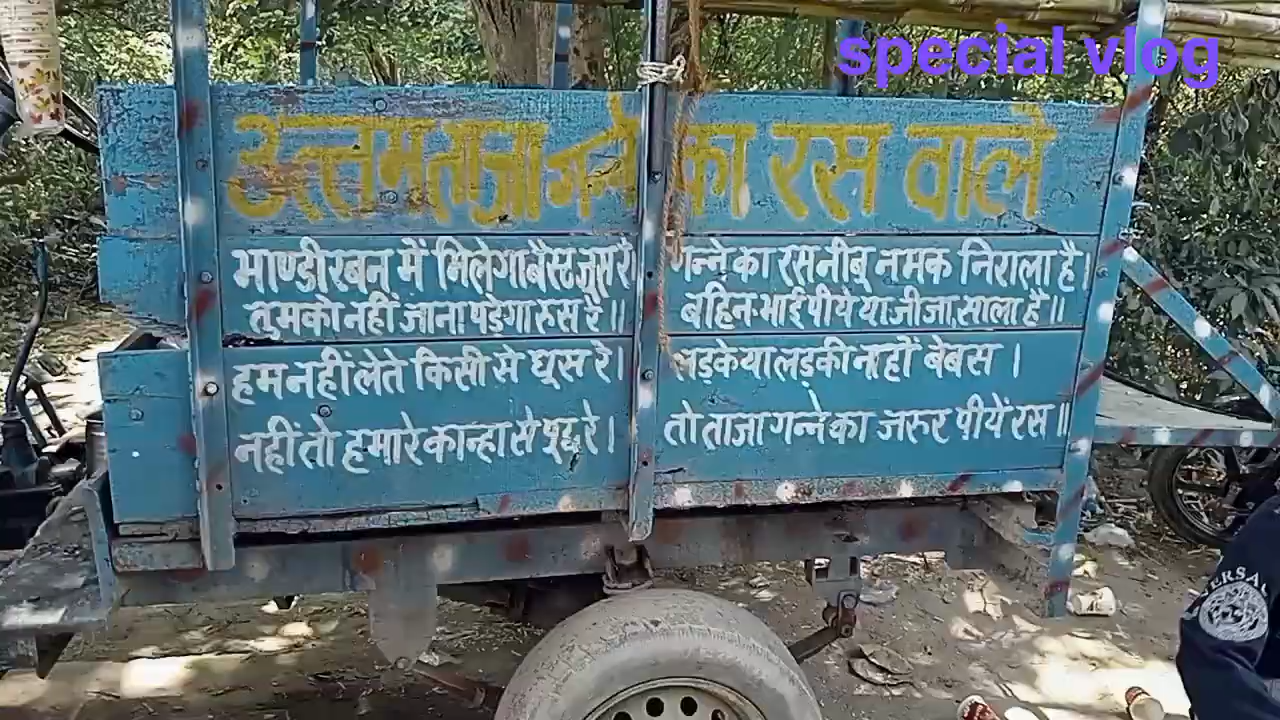 special vlog
उत्तम ताजा गन्ने का रस वाले
भाण्डीरबन में मिलेगा बैस्ट जूस रे।
तुमको नहीं जाना पडेगा रुस रे॥
हम नहीं लेते किसी से घूस रे।
नहीं तो हमारे कान्हा से पूछ रे।
गन्ने का रस नीबू नमक निराला है।
बहिन-भाई पीये या जीजा, साला है॥
लड़के या लड़की ना हों बेबस ।
तो ताजा गन्ने का जरुर पीयें रस॥
ERSA